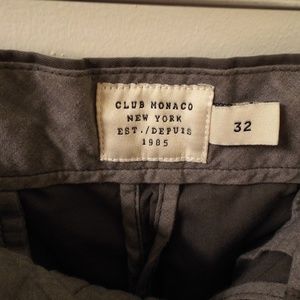 CLUB MONACO
NEW YORK
EST./DEPUIS
1985
32